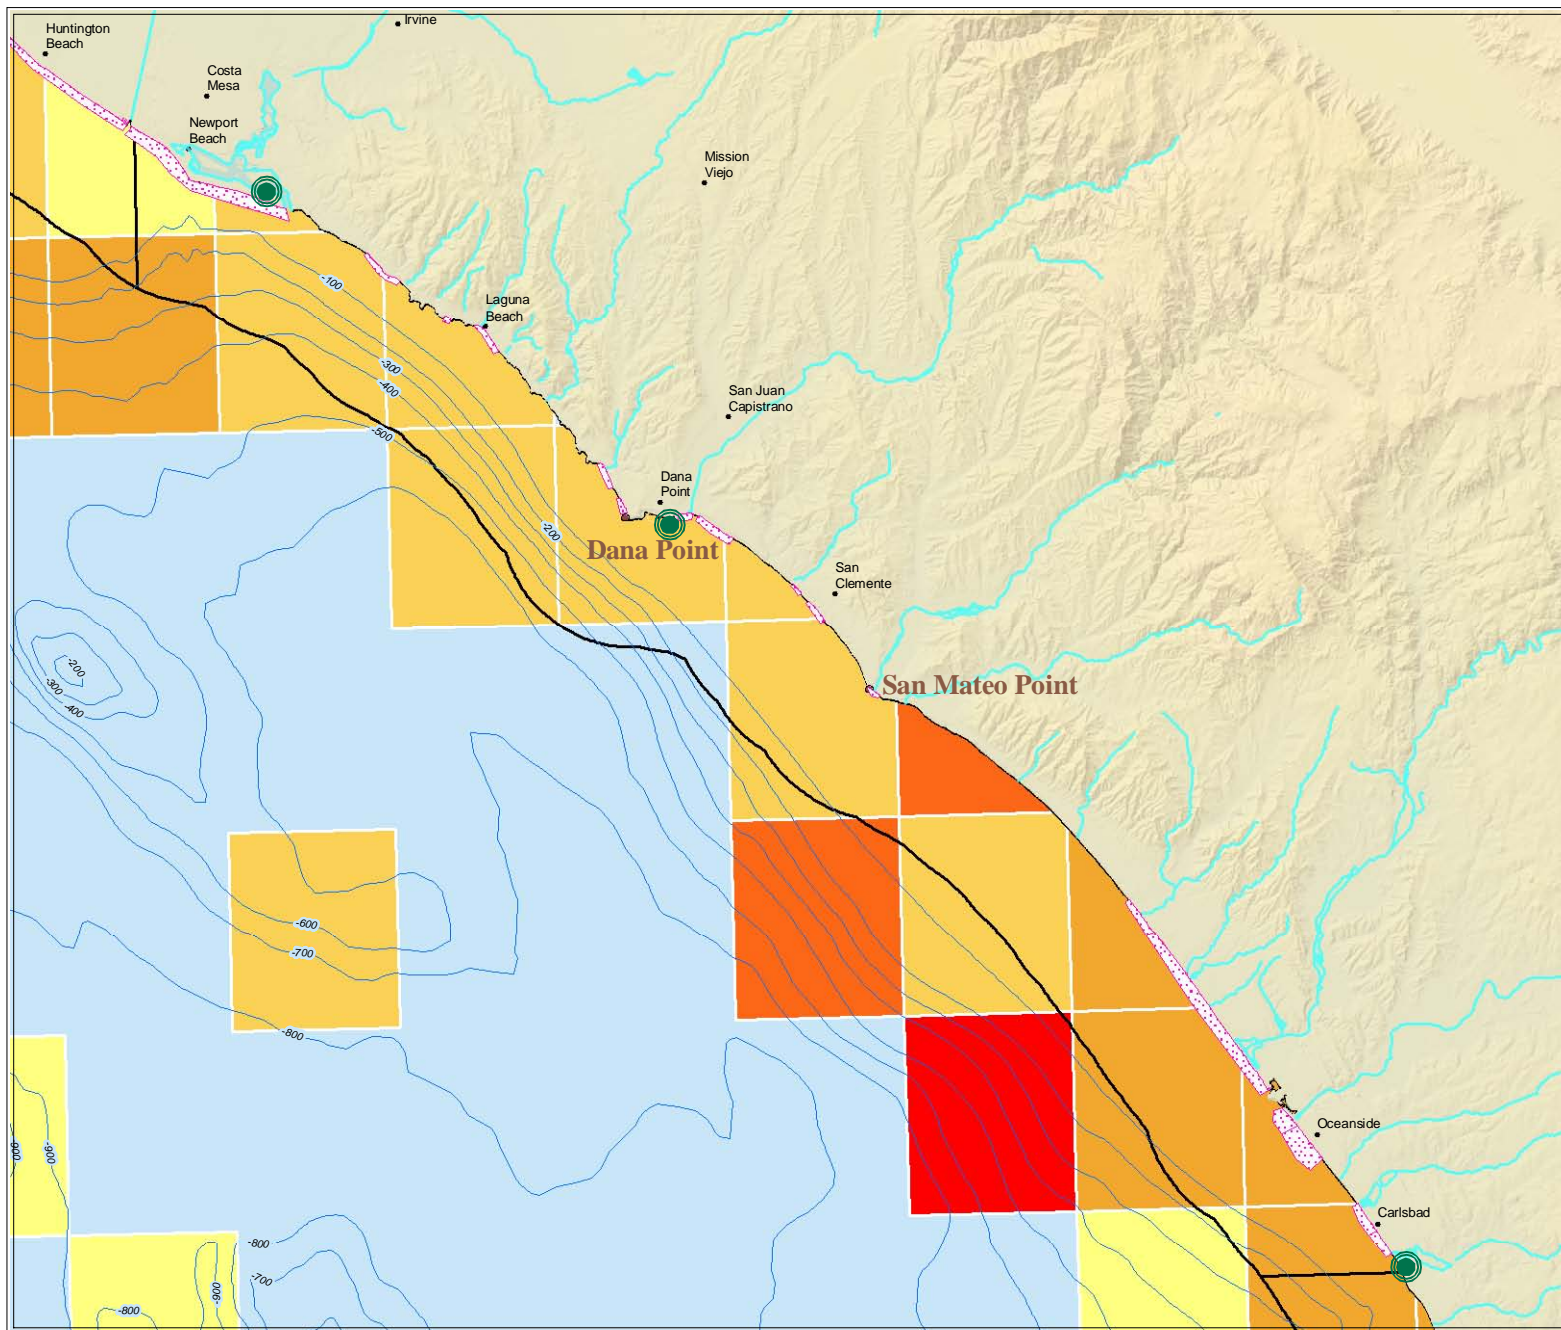 Irvine
Huntington
Beach
Costa
Mesa
Newport
Beach
Mission
Viejo
-100
Laguna
Beach
-300
-400
San Juan
Capistrano
-500
Dana
Point
-200
Dana Point
San
Clemente
-200
-300
-400
San Mateo Point
-600
-700
-800
-900
-900
Oceanside
Carlsbad
-800
-700
-900
-800